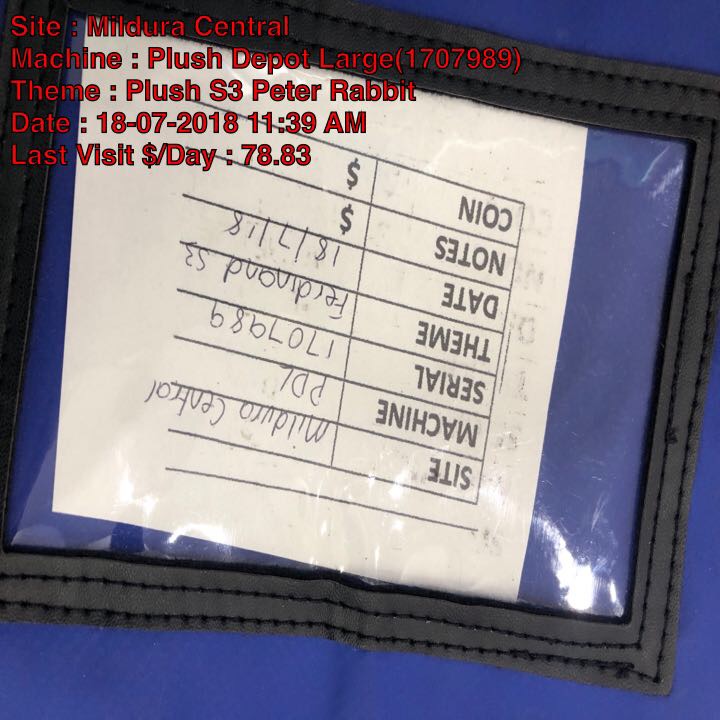 Site : Mildura Central
Machine : Plush Depot Large(1707989)
Theme : Plush S3 Peter Rabbit
Date : 18-07-2018 11:39 AM
Last Visit $/Day : 78.83
SITE Mildura Central
MACHINE PDL
SERIAL 1707989
THEME Ferdinand S3
DATE 18/7/18
NOTES $
COIN $